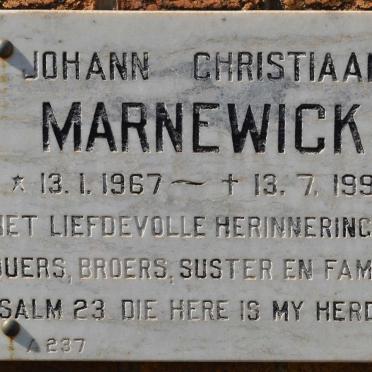 JOHANN CHRISTIAAN
MARNEWICK
* 13.1.1967 ~ † 13.7.199
MET LIEFDEVOLLE HERINNERING
OUERS, BROERS, SUSTER EN FAM
PSALM 23 DIE HERE IS MY HERD
A 237